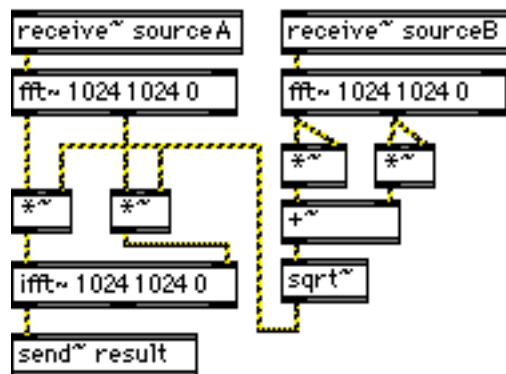 receive~ sourceA
receive~ sourceB
fft~ 1024 1024 0
fft~ 1024 1024 0
*~
*~
*~
*~
+~
ifft~ 1024 1024 0
sqrt~
send~ result